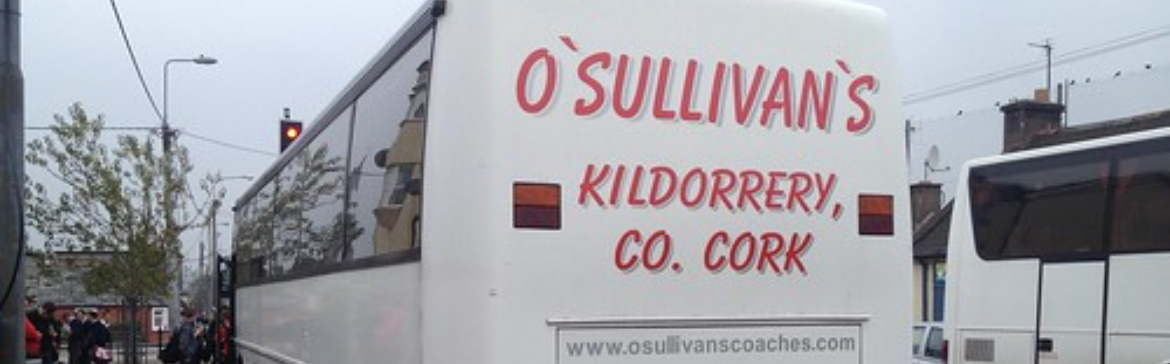 O`SULLIVAN`S
KILDORRERY,
CO. CORK
www.osullivanscoaches.com